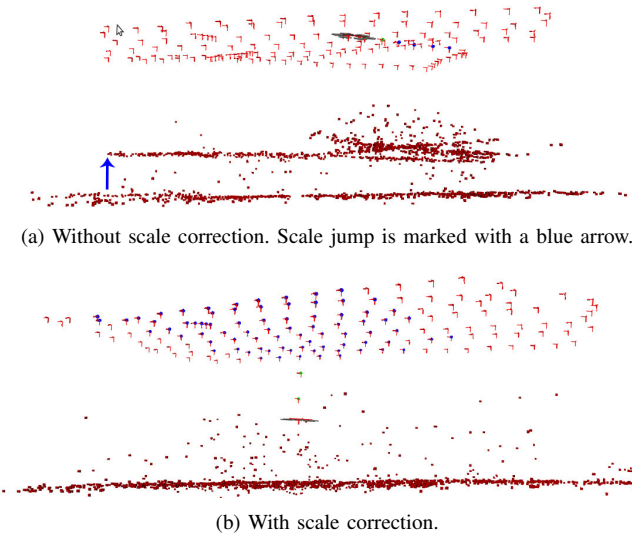 (a) Without scale correction. Scale jump is marked with a blue arrow.
(b) With scale correction.